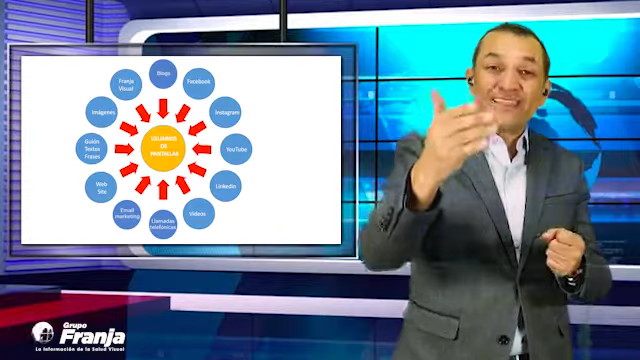 Blogs
Facebook
Instagram
YouTube
LinkedIn
Videos
Llamadas
telefónicas
Email
marketing
Web
Site
Guión
Textos
Frases
Imágenes
Franja
Visual
USUARIOS
DE
PANTALLAS
Grupo
Franja
La Información de la Salud Visual